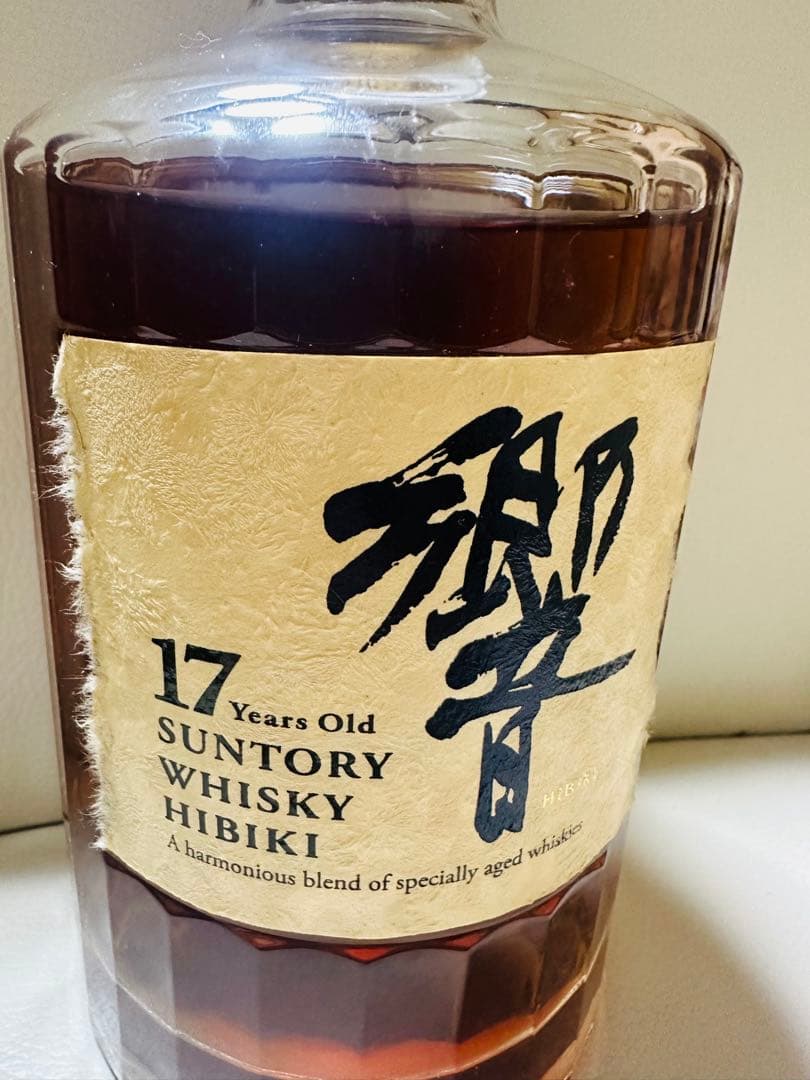 響
HIBIKI
17 Years Old
SUNTORY
WHISKY
HIBIKI
A harmonious blend of specially aged whiskies